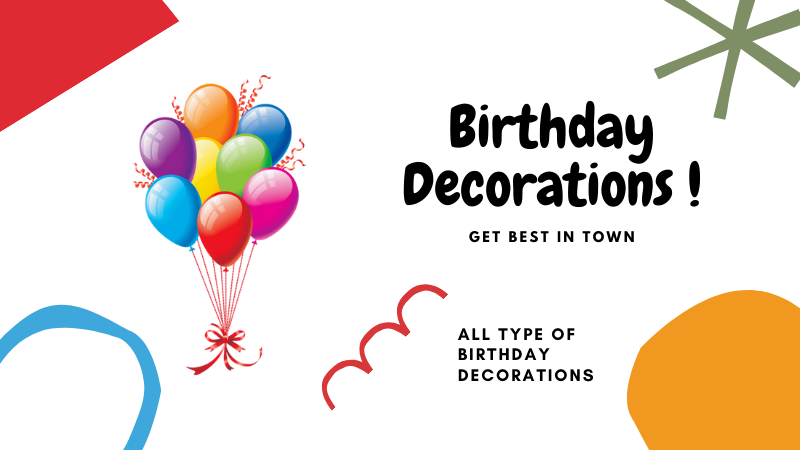 Birthday
Decorations !
GET BEST IN TOWN
ALL TYPE OF
BIRTHDAY
DECORATIONS